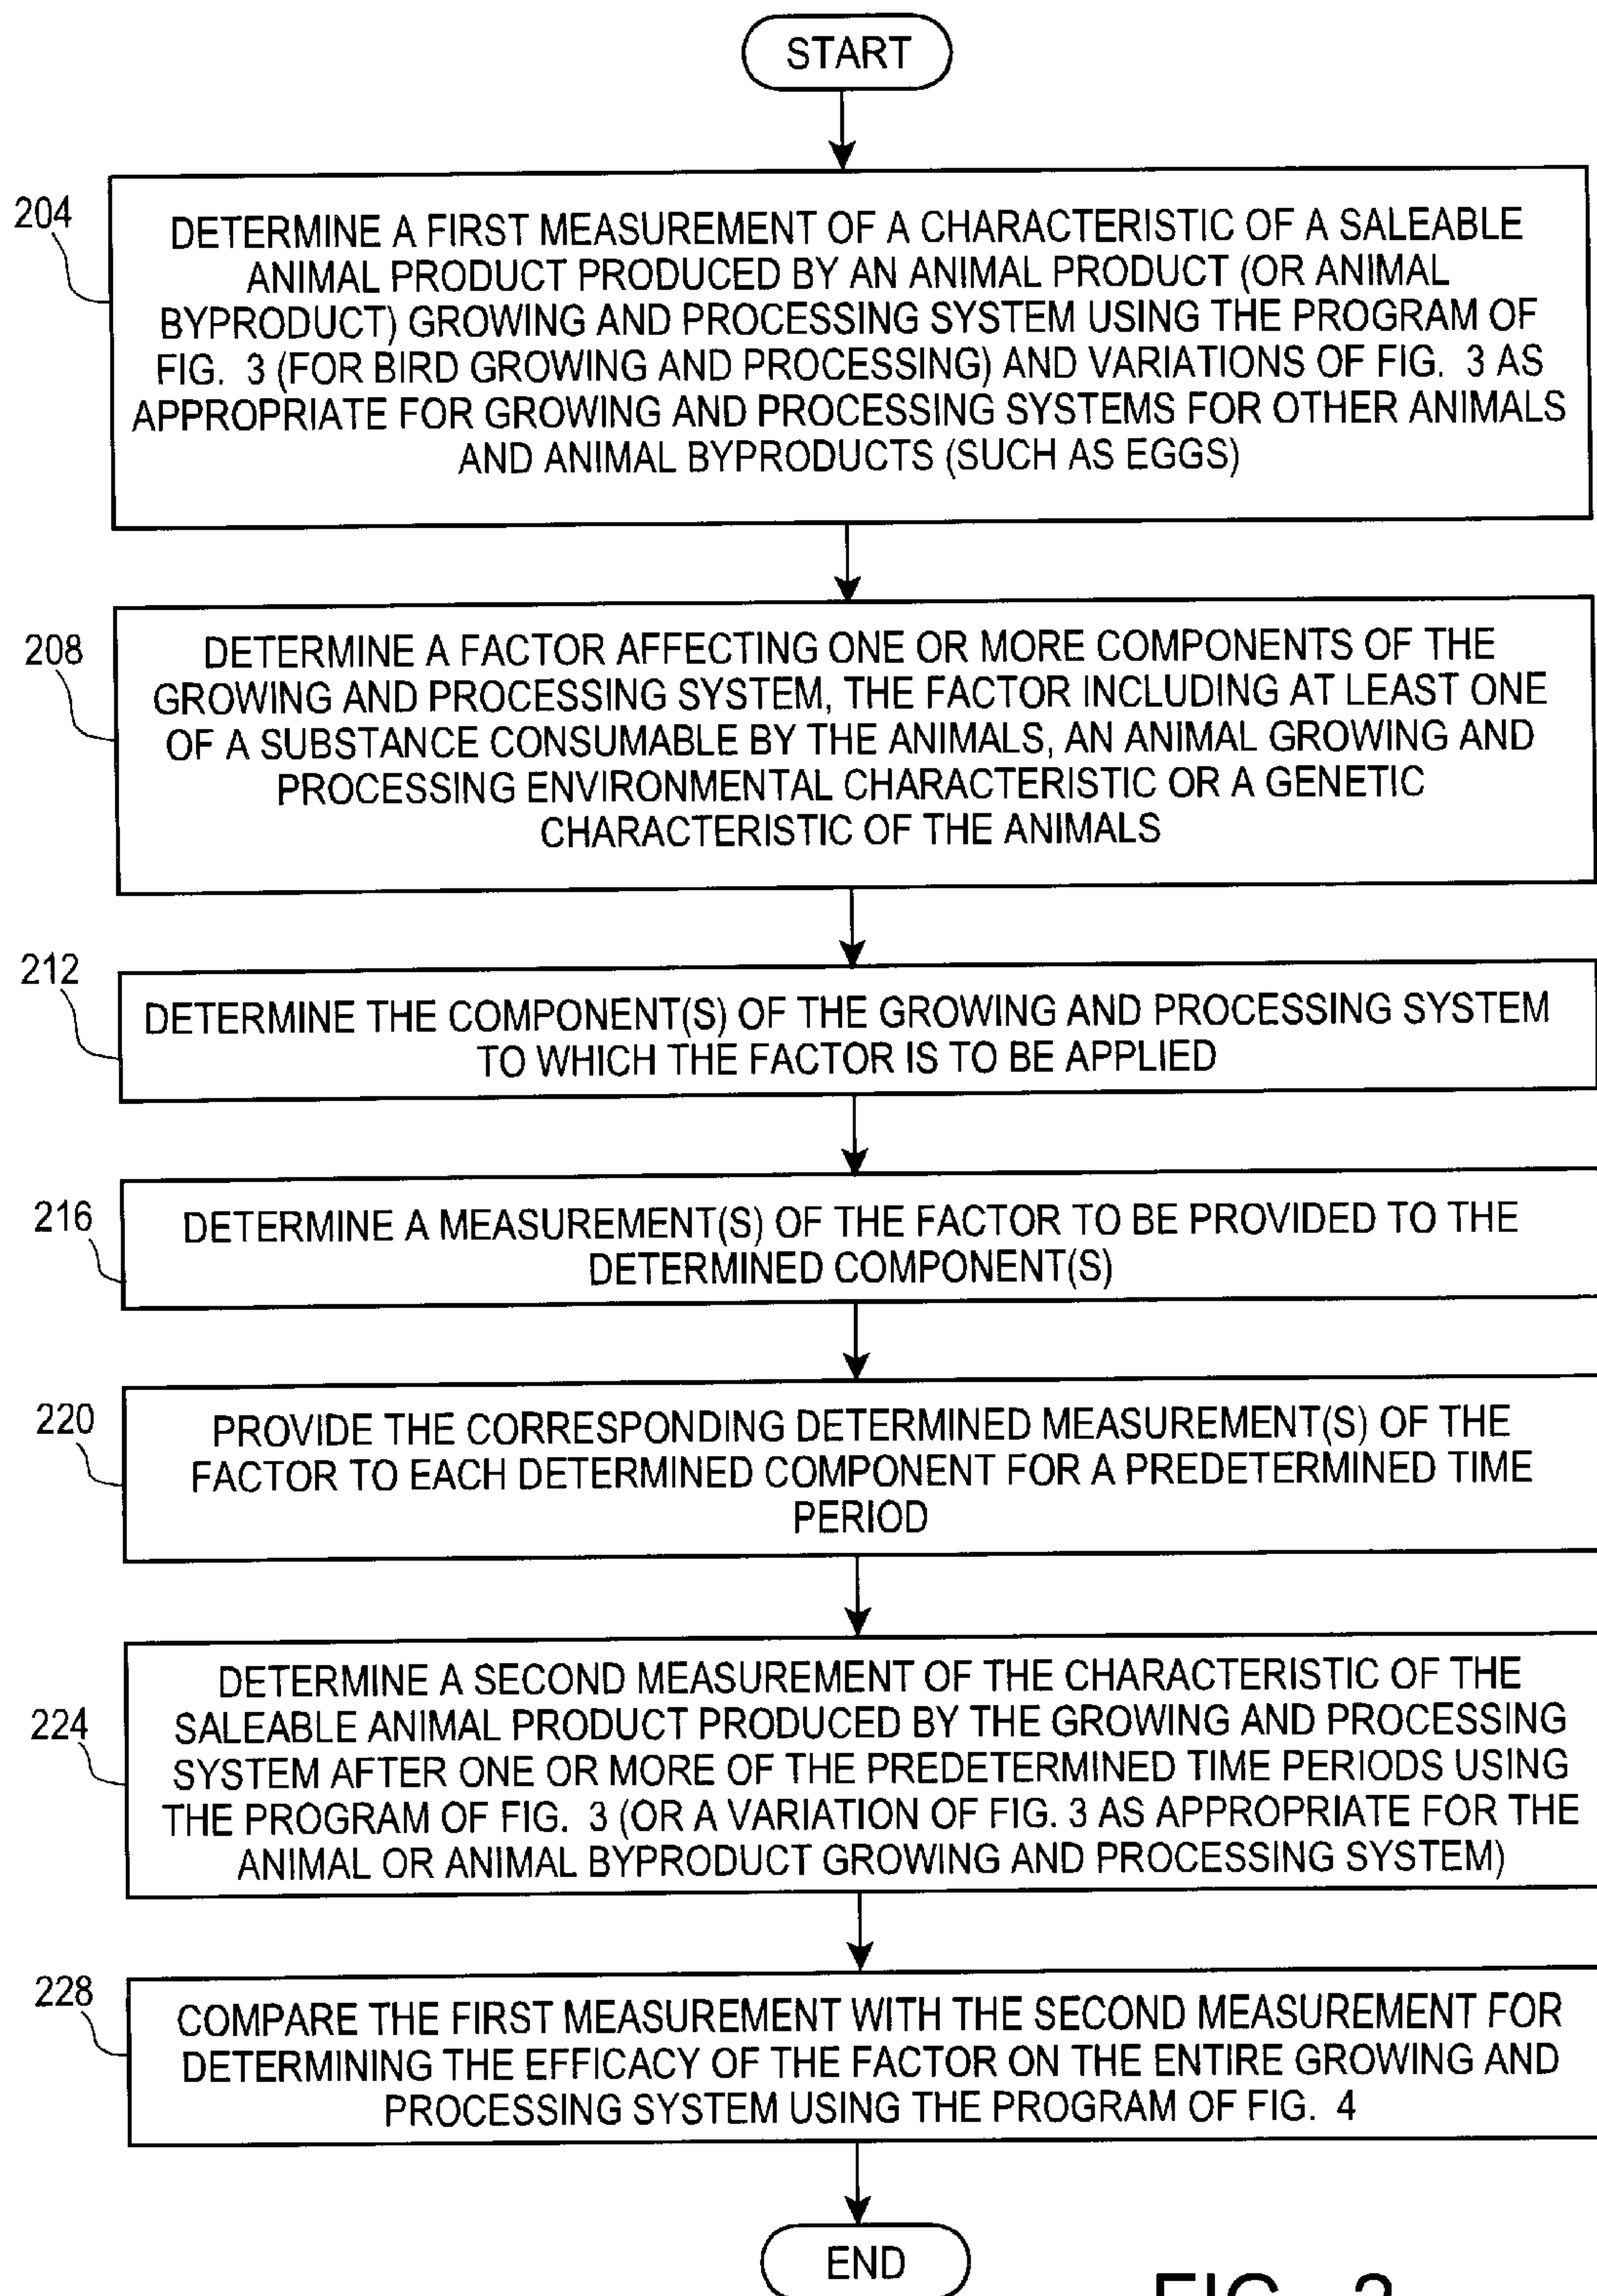 START
204
DETERMINE A FIRST MEASUREMENT OF A CHARACTERISTIC OF A SALEABLE
ANIMAL PRODUCT PRODUCED BY AN ANIMAL PRODUCT (OR ANIMAL
BYPRODUCT) GROWING AND PROCESSING SYSTEM USING THE PROGRAM OF
FIG. 3 (FOR BIRD GROWING AND PROCESSING) AND VARIATIONS OF FIG. 3 AS
APPROPRIATE FOR GROWING AND PROCESSING SYSTEMS FOR OTHER ANIMALS
AND ANIMAL BYPRODUCTS (SUCH AS EGGS)
208
DETERMINE A FACTOR AFFECTING ONE OR MORE COMPONENTS OF THE
GROWING AND PROCESSING SYSTEM, THE FACTOR INCLUDING AT LEAST ONE
OF A SUBSTANCE CONSUMABLE BY THE ANIMALS, AN ANIMAL GROWING AND
PROCESSING ENVIRONMENTAL CHARACTERISTIC OR A GENETIC
CHARACTERISTIC OF THE ANIMALS
212
DETERMINE THE COMPONENT(S) OF THE GROWING AND PROCESSING SYSTEM
TO WHICH THE FACTOR IS TO BE APPLIED
216
DETERMINE A MEASUREMENT(S) OF THE FACTOR TO BE PROVIDED TO THE
DETERMINED COMPONENT(S)
220
PROVIDE THE CORRESPONDING DETERMINED MEASUREMENT(S) OF THE
FACTOR TO EACH DETERMINED COMPONENT FOR A PREDETERMINED TIME
PERIOD
224
DETERMINE A SECOND MEASUREMENT OF THE CHARACTERISTIC OF THE
SALEABLE ANIMAL PRODUCT PRODUCED BY THE GROWING AND PROCESSING
SYSTEM AFTER ONE OR MORE OF THE PREDETERMINED TIME PERIODS USING
THE PROGRAM OF FIG. 3 (OR A VARIATION OF FIG. 3 AS APPROPRIATE FOR THE
ANIMAL OR ANIMAL BYPRODUCT GROWING AND PROCESSING SYSTEM)
228
COMPARE THE FIRST MEASUREMENT WITH THE SECOND MEASUREMENT FOR
DETERMINING THE EFFICACY OF THE FACTOR ON THE ENTIRE GROWING AND
PROCESSING SYSTEM USING THE PROGRAM OF FIG. 4
END
FIG.